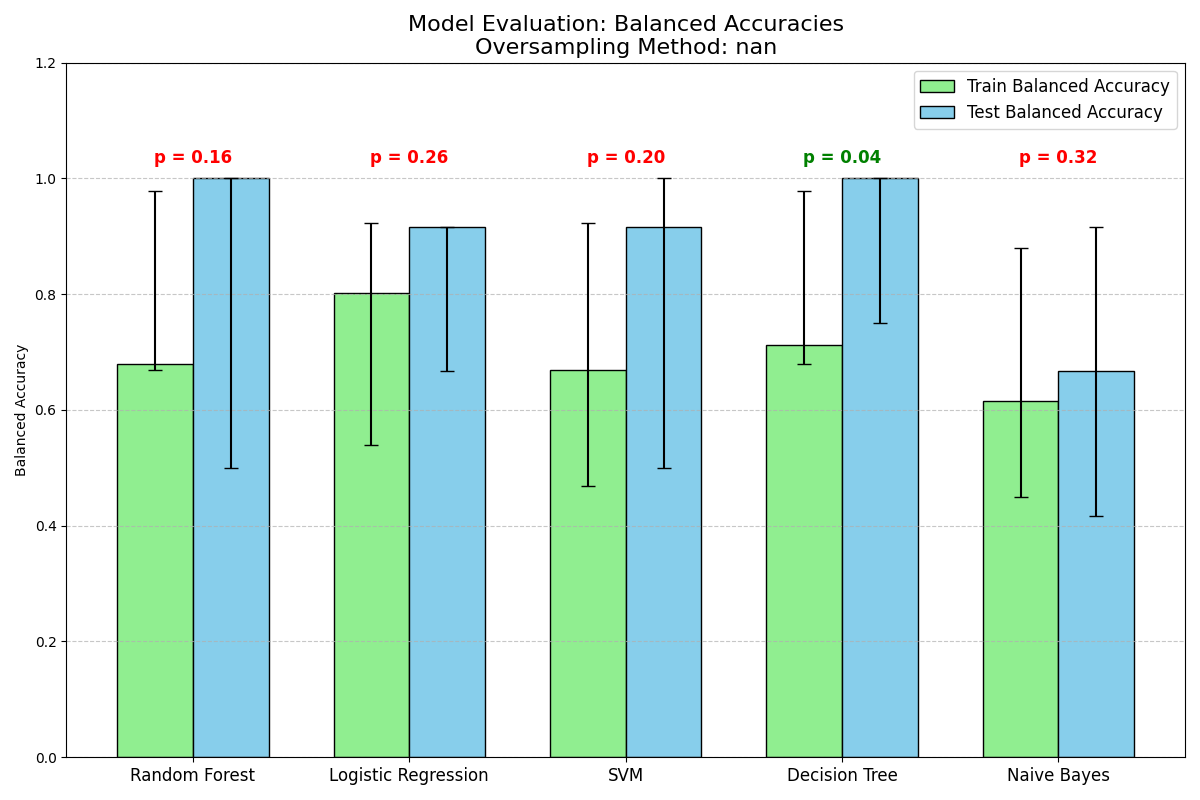 Model Evaluation: Balanced Accuracies
Oversampling Method: nan
Train Balanced Accuracy
Test Balanced Accuracy
p = 0.16
p = 0.26
p = 0.20
p = 0.04
p = 0.32
Balanced Accuracy
1.2
1.0
0.8
0.6
0.4
0.2
0.0
Random Forest
Logistic Regression
SVM
Decision Tree
Naive Bayes